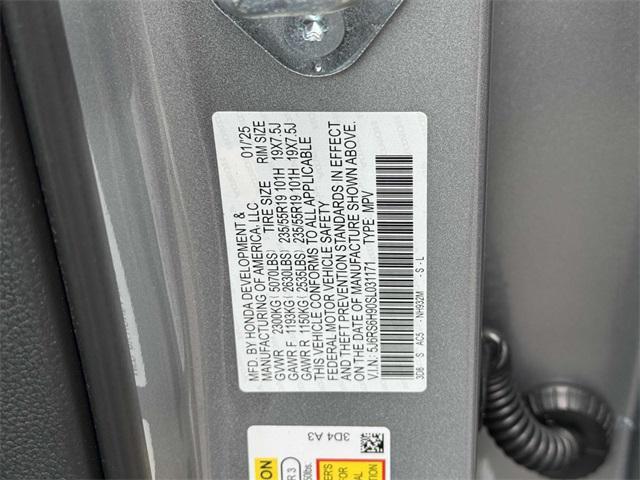 MFD. BY HONDA DEVELOPMENT & 01/25
MANUFACTURING OF AMERICA, LLC TIRE SIZE RIM SIZE
GVWR 2300KG( 5070LBS)
GAWR F 1193KG( 2630LBS) 235/55R19 101H 19X7.5J
GAWR R 1150KG( 2535LBS) 235/55R19 101H 19X7.5J
THIS VEHICLE CONFORMS TO ALL APPLICABLE
FEDERAL MOTOR VEHICLE SAFETY
AND THEFT PREVENTION STANDARDS IN EFFECT
ON THE DATE OF MANUFACTURE SHOWN ABOVE.
V.I.N: 5J6RS6H90SL031171 TYPE: MPV
3D8 - S AC5 - NH932M - S - L
3D4 A3